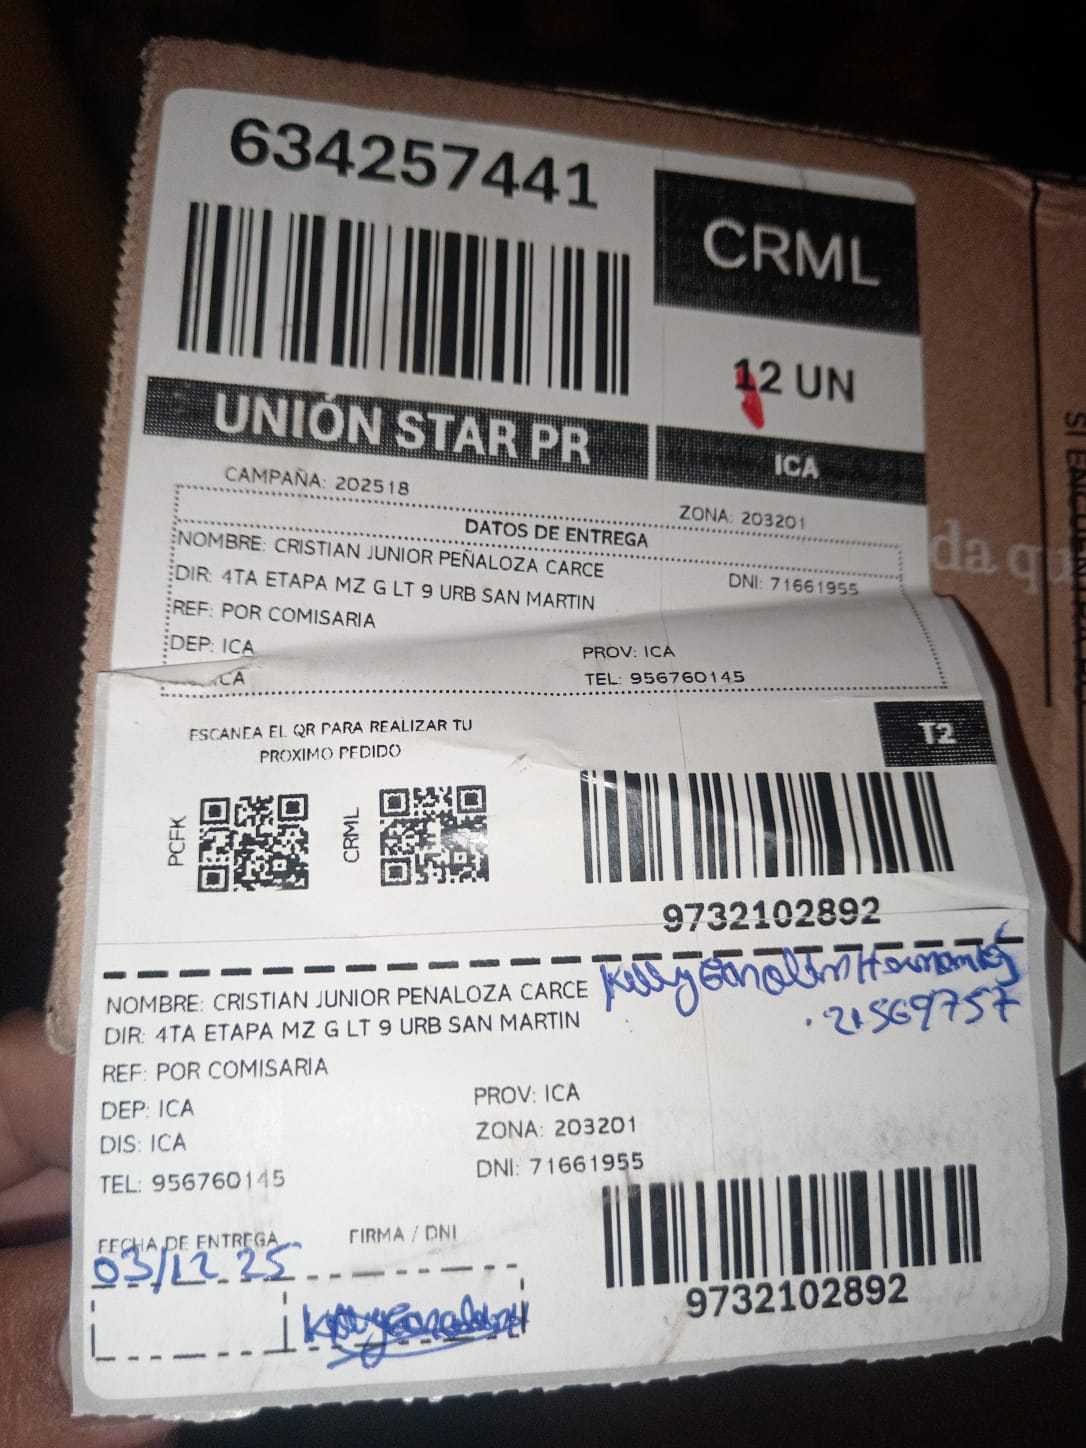 634257441
CRML
12 UN
UNIÓN STAR PR
ICA
CAMPAÑA: 202518
ZONA: 203201
DATOS DE ENTREGA
NOMBRE: CRISTIAN JUNIOR PEÑALOZA CARCE
DNI: 71661955
DIR: 4TA ETAPA MZ G LT 9 URB SAN MARTIN
REF: POR COMISARIA
DEP: ICA
PROV: ICA
TEL: 956760145
ESCANEA EL QR PARA REALIZAR TU
PROXIMO PEDIDO
T2
PCFK
CRML
9732102892
NOMBRE: CRISTIAN JUNIOR PENALOZA CARCE
Kelly
21569757
DIR: 4TA ETAPA MZ G LT 9 URB SAN MARTIN
REF: POR COMISARIA
DEP: ICA
PROV: ICA
DIS: ICA
ZONA: 203201
TEL: 956760145
DNI: 71661955
FECHA DE ENTREGA
FIRMA / DNI
03/12 25
9732102892
da qu